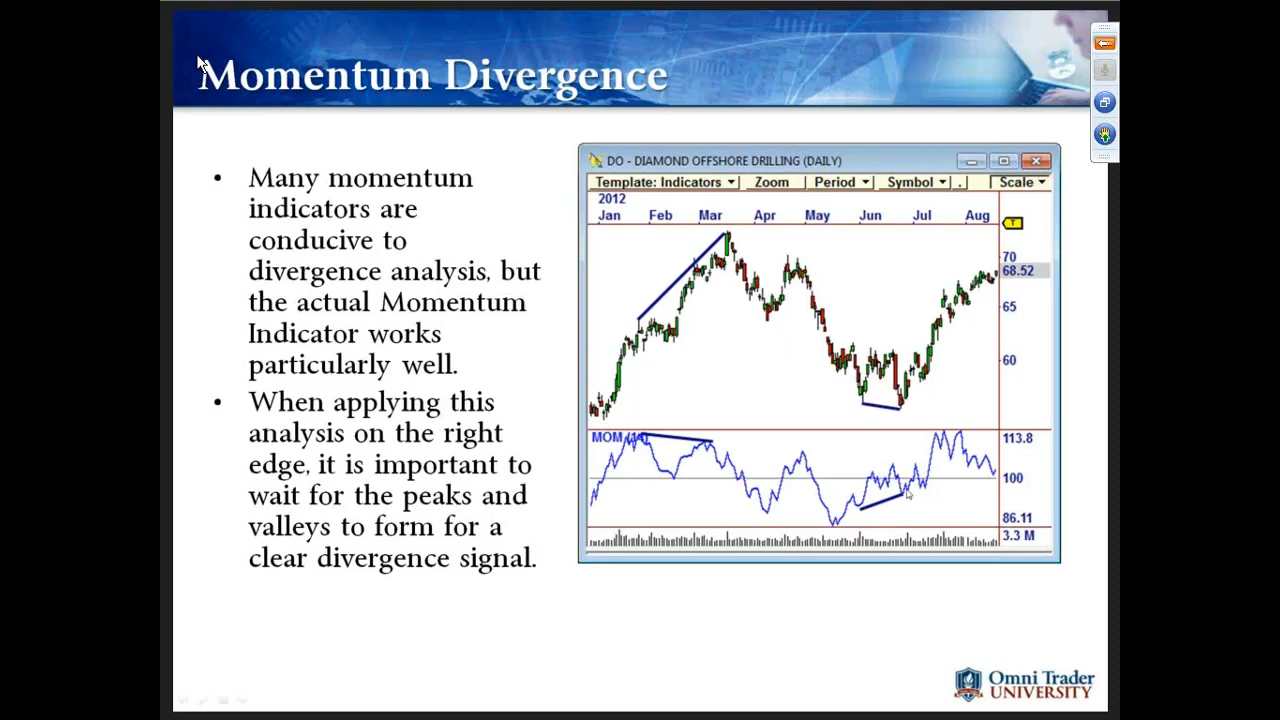 Momentum Divergence
• Many momentum
indicators are
conducive to
divergence analysis, but
the actual Momentum
Indicator works
particularly well.
• When applying this
analysis on the right
edge, it is important to
wait for the peaks and
valleys to form for a
clear divergence signal.
DO - DIAMOND OFFSHORE DRILLING (DAILY)
Template: Indicators Zoom Period Symbol . Scale
2012
Jan Feb Mar Apr May Jun Jul Aug
T
70
68.52
65
60
MOM
113.8
100
86.11
3.3 M
Omni Trader
UNIVERSITY